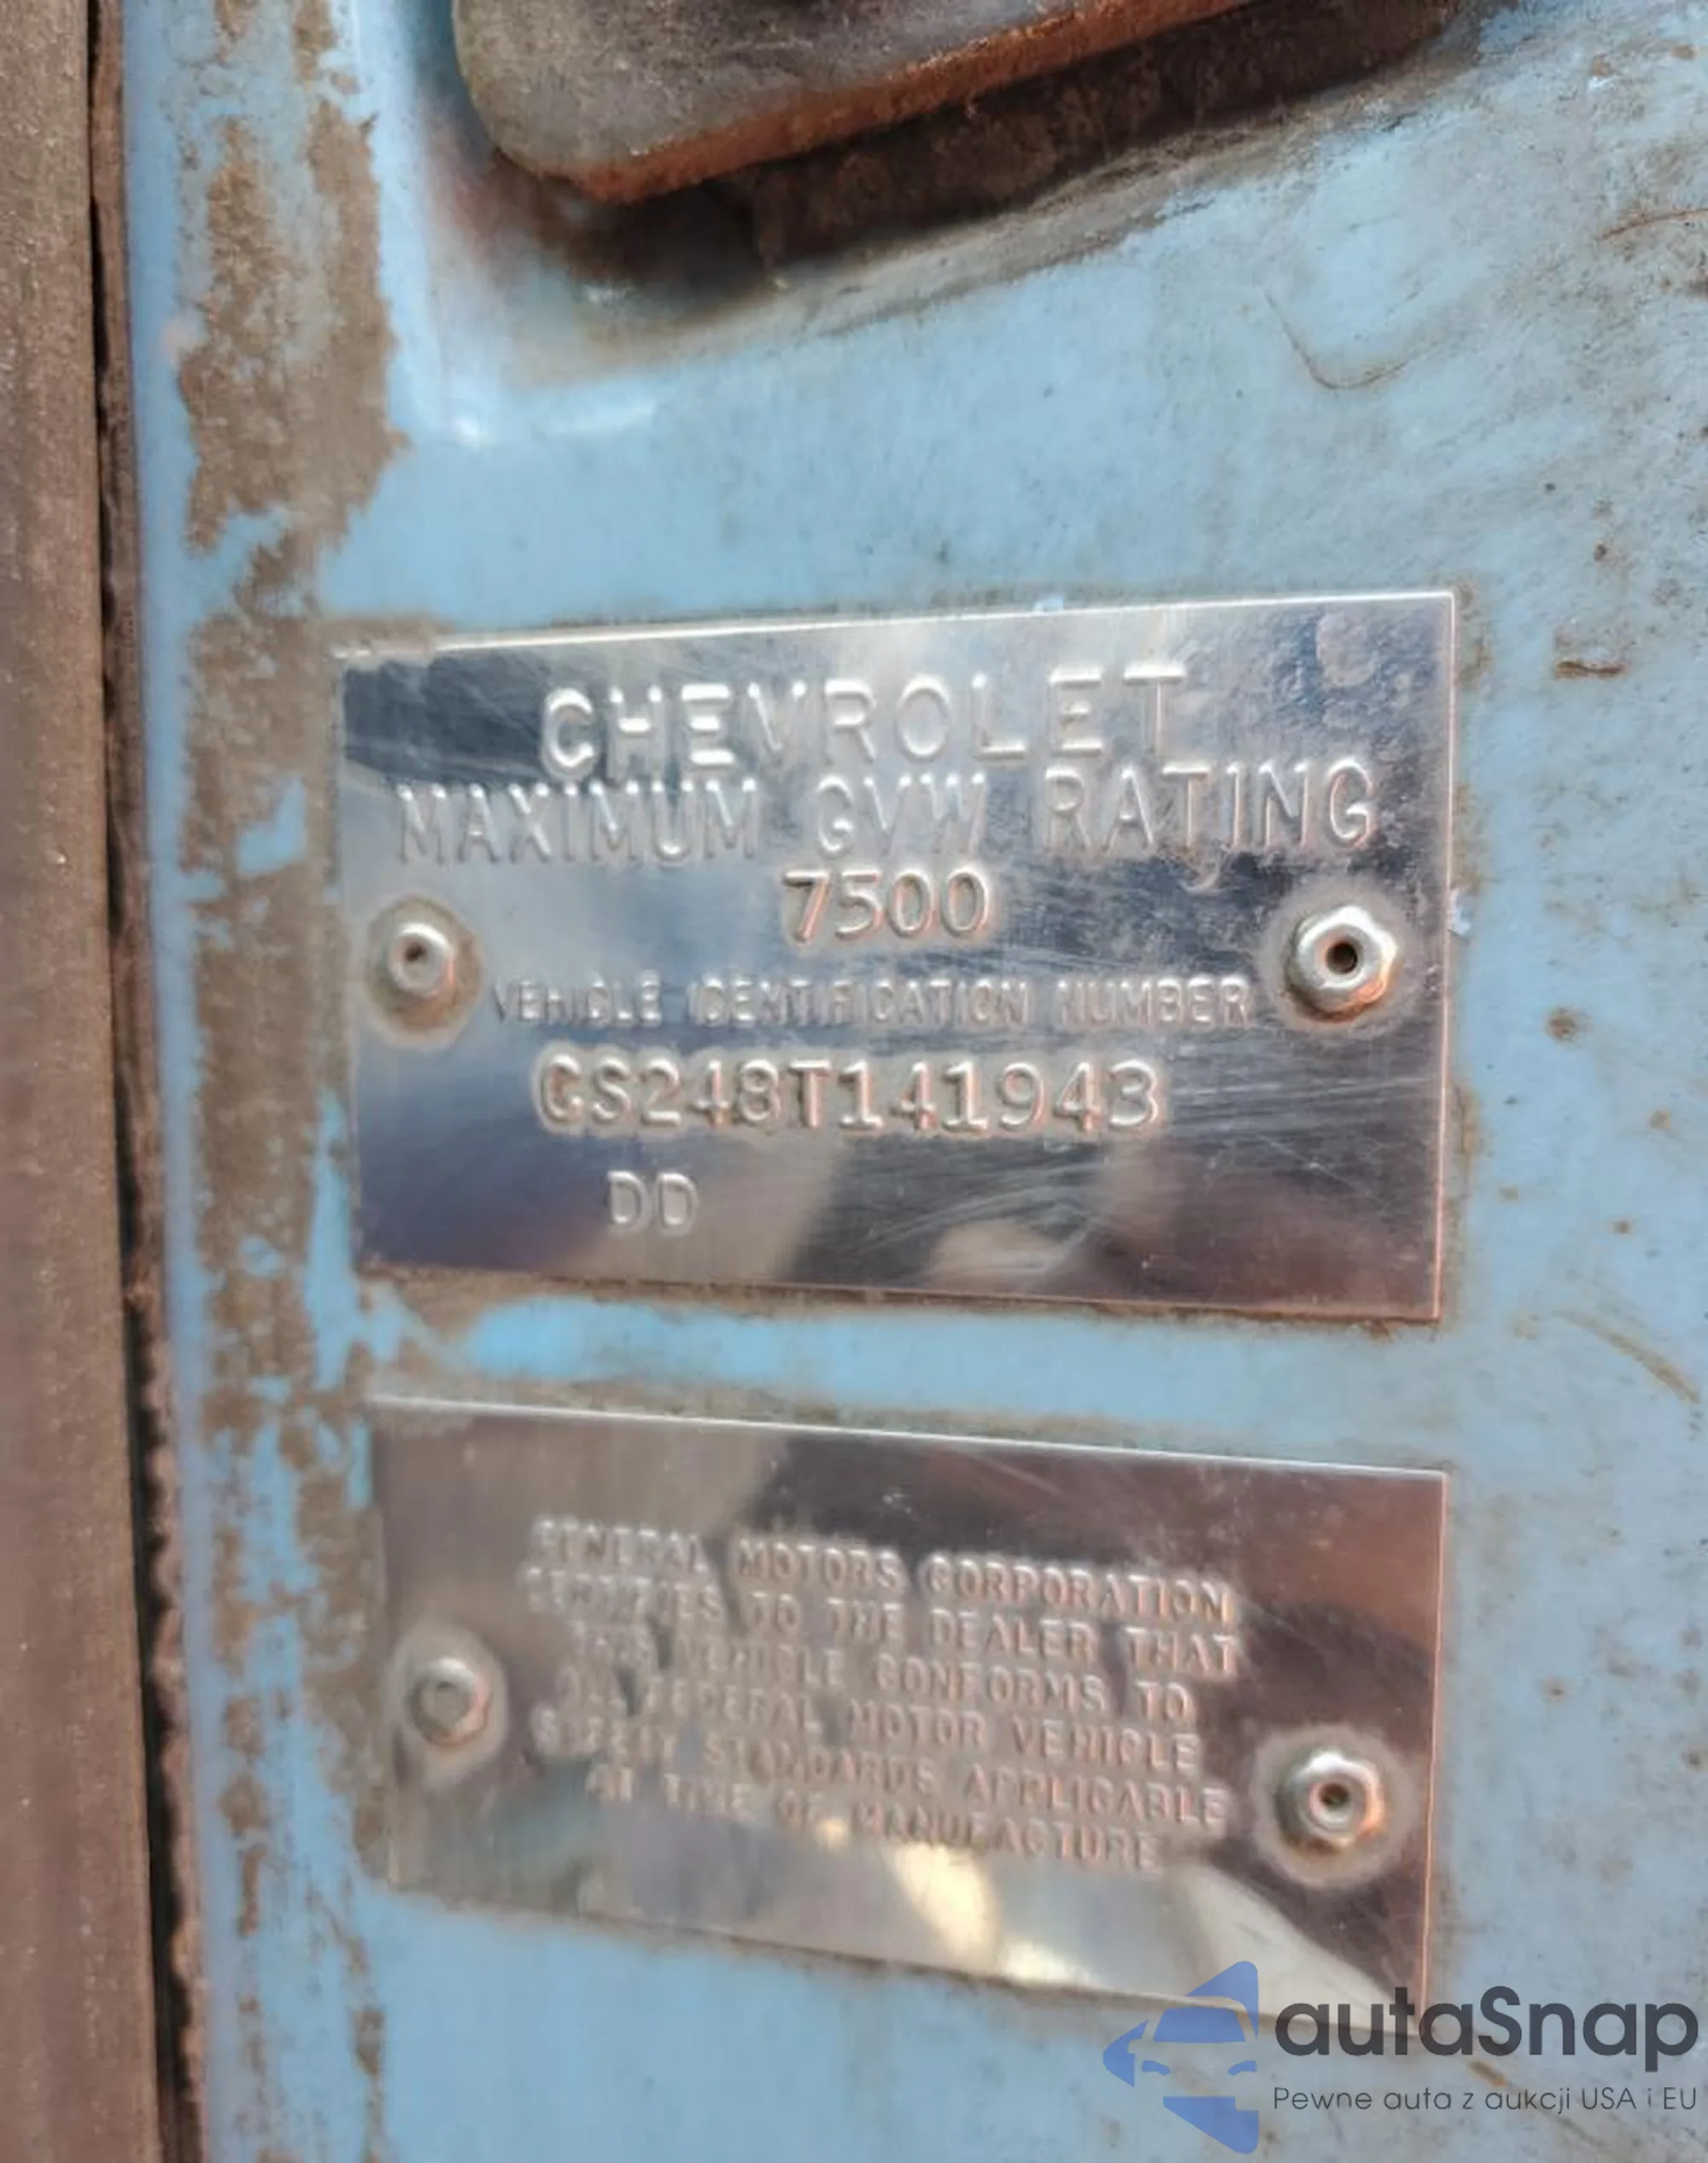 CHEVROLET
MAXIMUM GVW RATING
7500
VEHICLE IDENTIFICATION NUMBER
CS248T141943
DD
GENERAL MOTORS CORPORATION
CERTIFIES TO THE DEALER THAT
THIS VEHICLE CONFORMS TO
ALL FEDERAL MOTOR VEHICLE
SAFETY STANDARDS APPLICABLE
AT TIME OF MANUFACTURE
autaSnap
Pewne auta z aukcji USA i EU